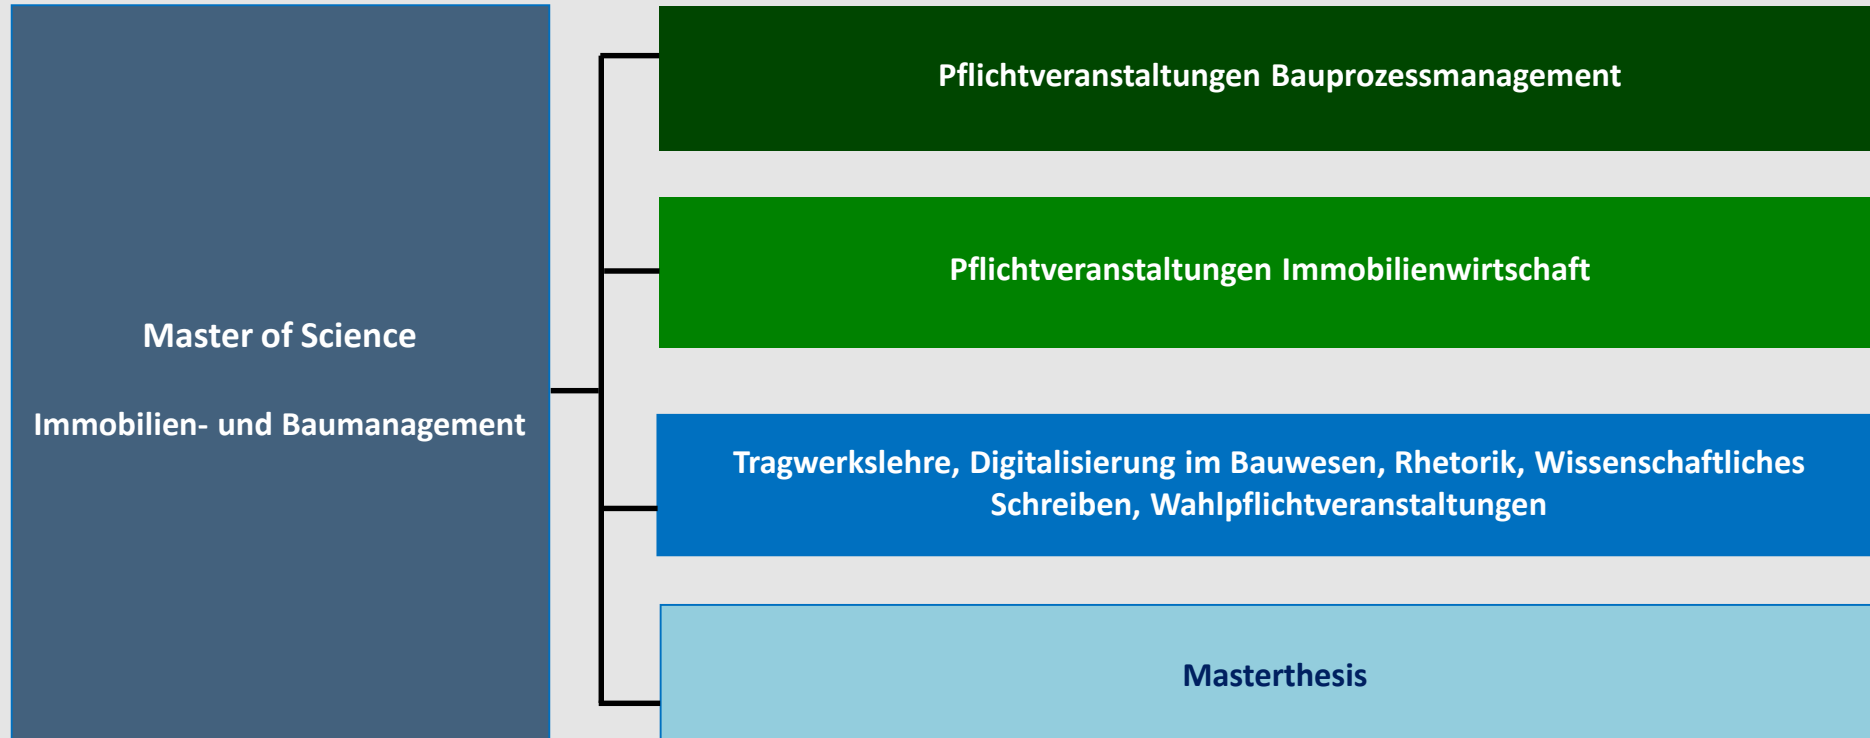 Master of Science
Immobilien- und Baumanagement
Pflichtveranstaltungen Bauprozessmanagement
Pflichtveranstaltungen Immobilienwirtschaft
Tragwerkslehre, Digitalisierung im Bauwesen, Rhetorik, Wissenschaftliches
Schreiben, Wahlpflichtveranstaltungen
Masterthesis